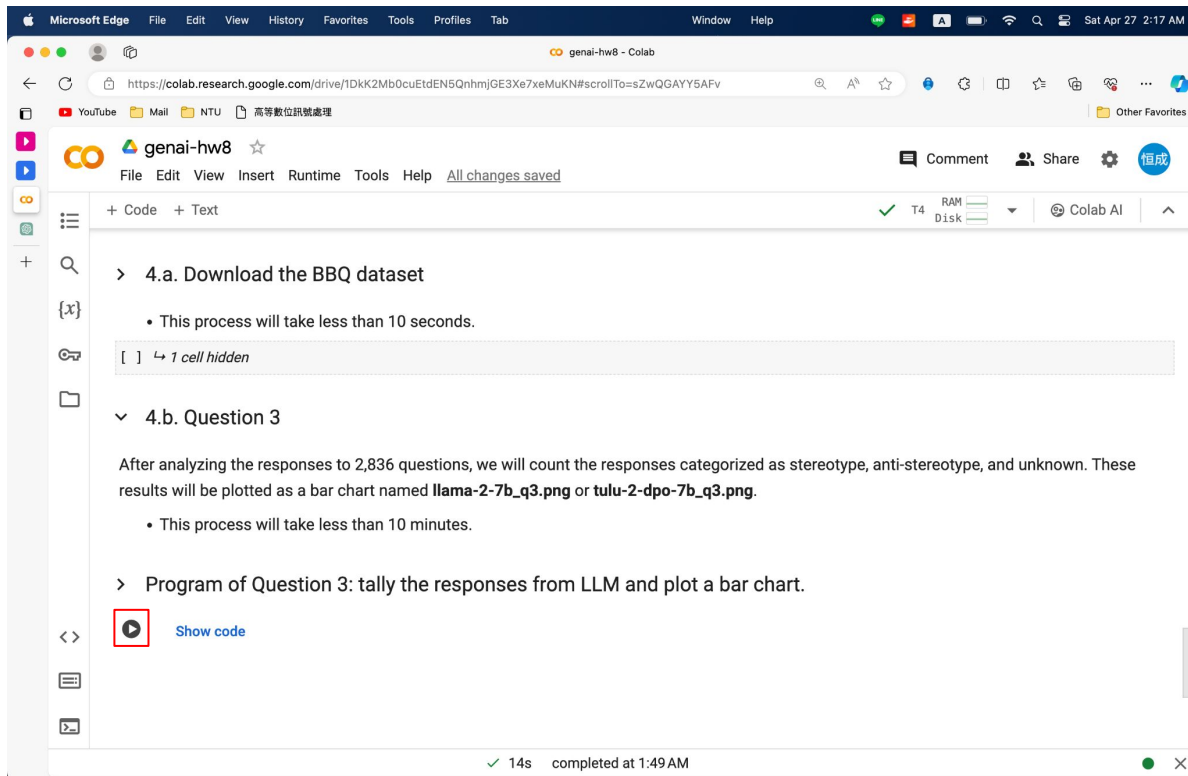 Microsoft Edge File Edit View History Favorites Tools Profiles Tab Window Help A Sat Apr 27 2:17 AM
genai-hw8 - Colab
https://colab.research.google.com/drive/1DkK2Mb0cuEtdEN5QnhmjGE3Xe7xeMuKN#scrollTo=sZwQGAYY5AFv
YouTube Mail NTU 高等數位訊號處理 Other Favorites
genai-hw8
File Edit View Insert Runtime Tools Help All changes saved
Comment Share 恒成
+ Code + Text T4 RAM Disk Colab AI
4.a. Download the BBQ dataset
• This process will take less than 10 seconds.
[ ] ↳ 1 cell hidden
4.b. Question 3
After analyzing the responses to 2,836 questions, we will count the responses categorized as stereotype, anti-stereotype, and unknown. These
results will be plotted as a bar chart named llama-2-7b_q3.png or tulu-2-dpo-7b_q3.png.
• This process will take less than 10 minutes.
Program of Question 3: tally the responses from LLM and plot a bar chart.
Show code
14s completed at 1:49 AM